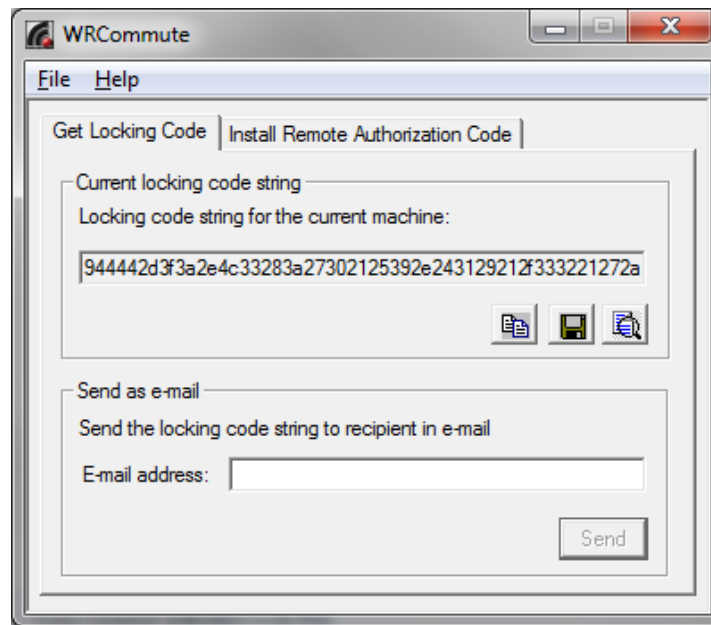 WRCommute
File Help
Get Locking Code Install Remote Authorization Code
Current locking code string
Locking code string for the current machine:
944442d3f3a2e4c33283a27302125392e243129212f333221272a
Send as e-mail
Send the locking code string to recipient in e-mail
E-mail address:
Send